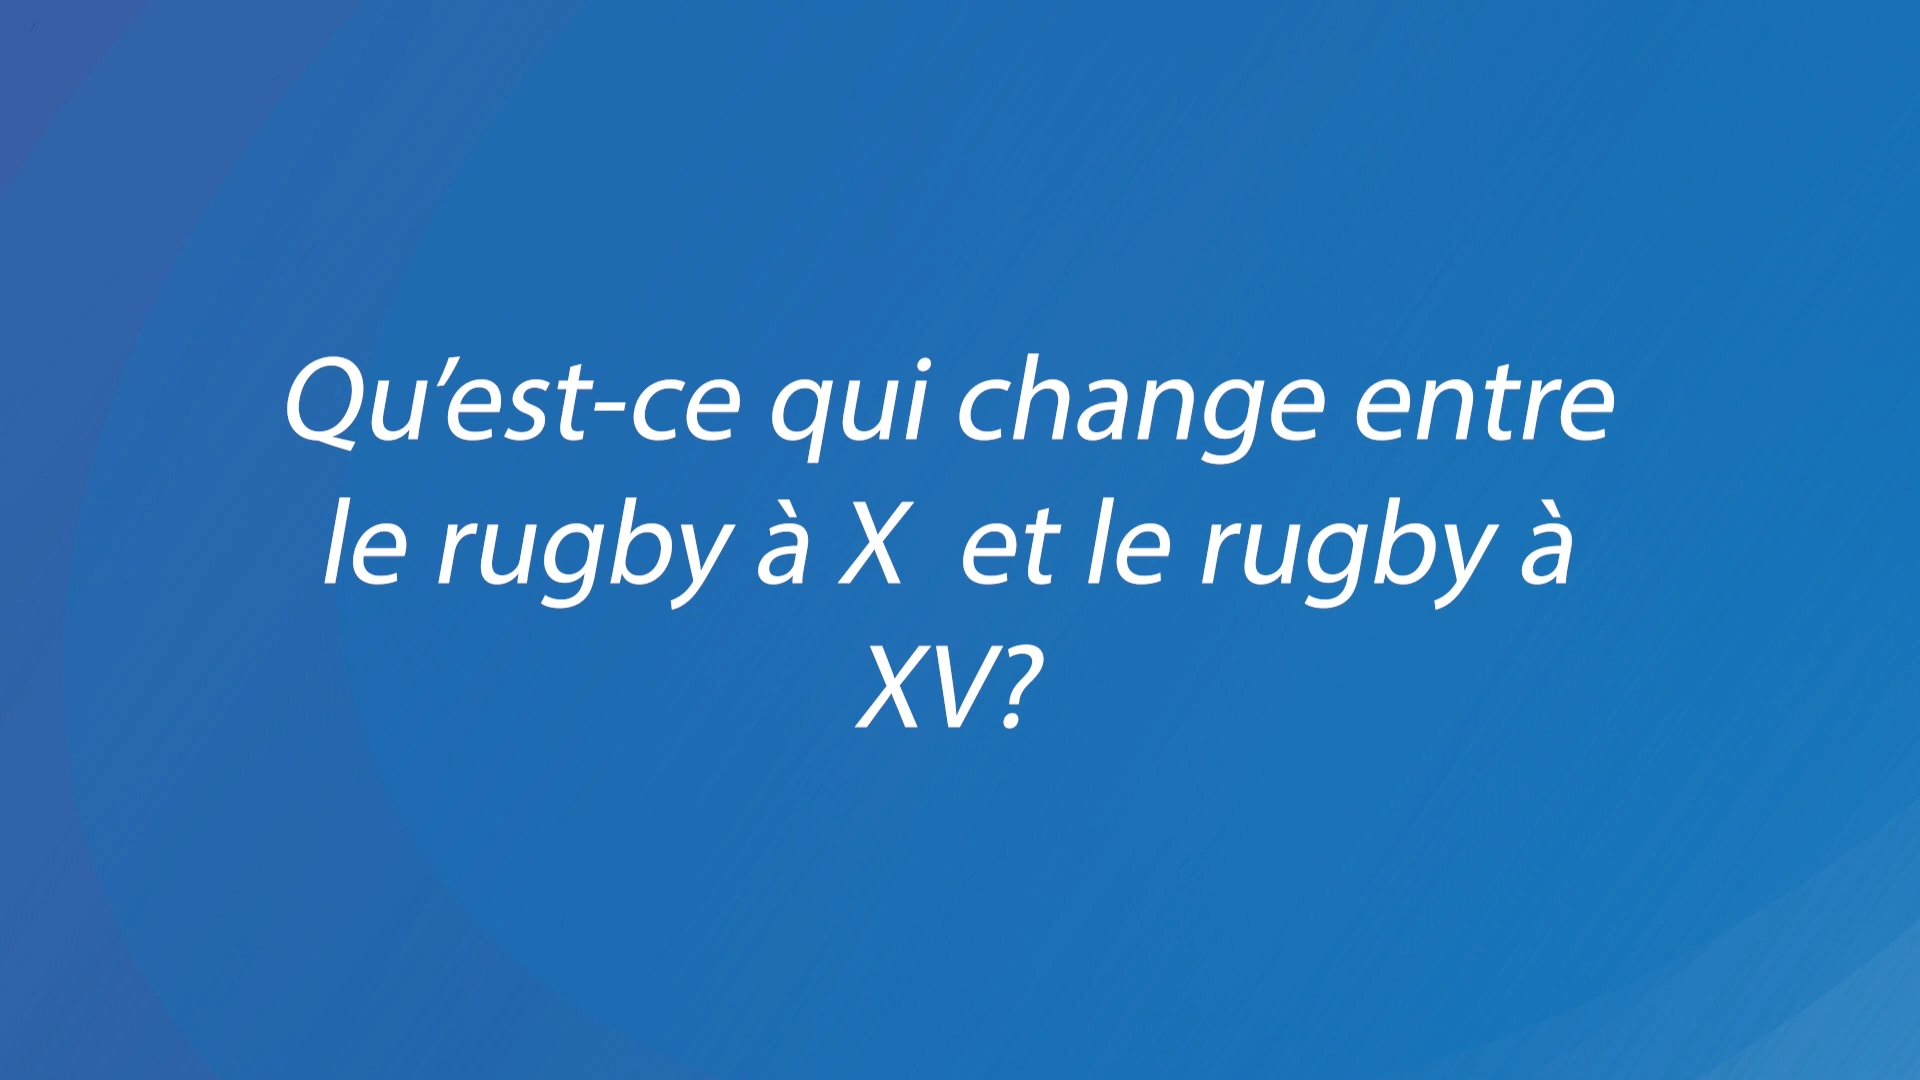 Qu’est-ce qui change entre
le rugby à X  et le rugby à
XV?